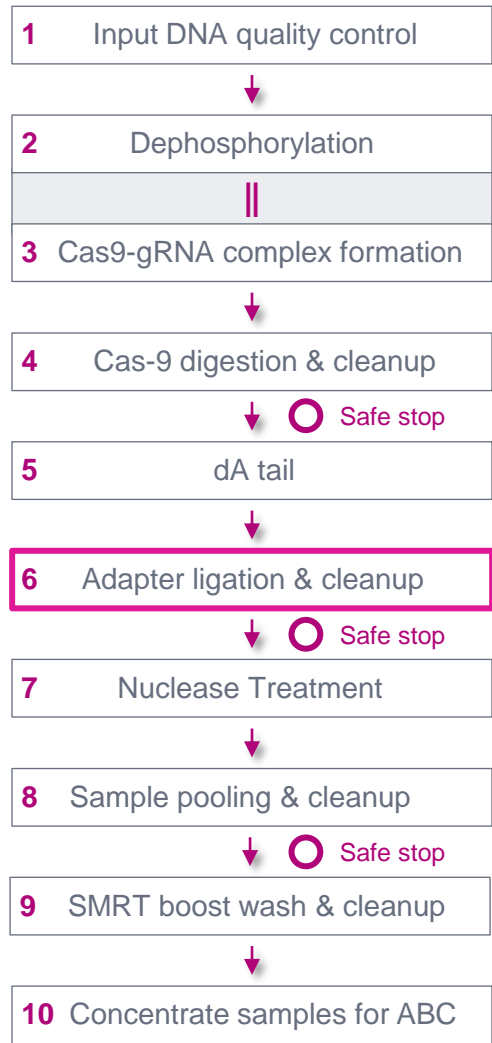 1 Input DNA quality control
2 Dephosphorylation
3 Cas9-gRNA complex formation
4 Cas-9 digestion & cleanup
Safe stop
5 dA tail
6 Adapter ligation & cleanup
Safe stop
7 Nuclease Treatment
8 Sample pooling & cleanup
Safe stop
9 SMRT boost wash & cleanup
10 Concentrate samples for ABC